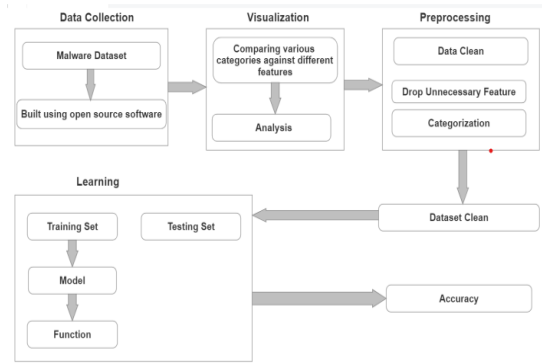 Data Collection
Visualization
Preprocessing
Malware Dataset
Built using open source software
Comparing various
categories against different
features
Analysis
Data Clean
Drop Unnecessary Feature
Categorization
Learning
Training Set
Testing Set
Model
Function
Dataset Clean
Accuracy